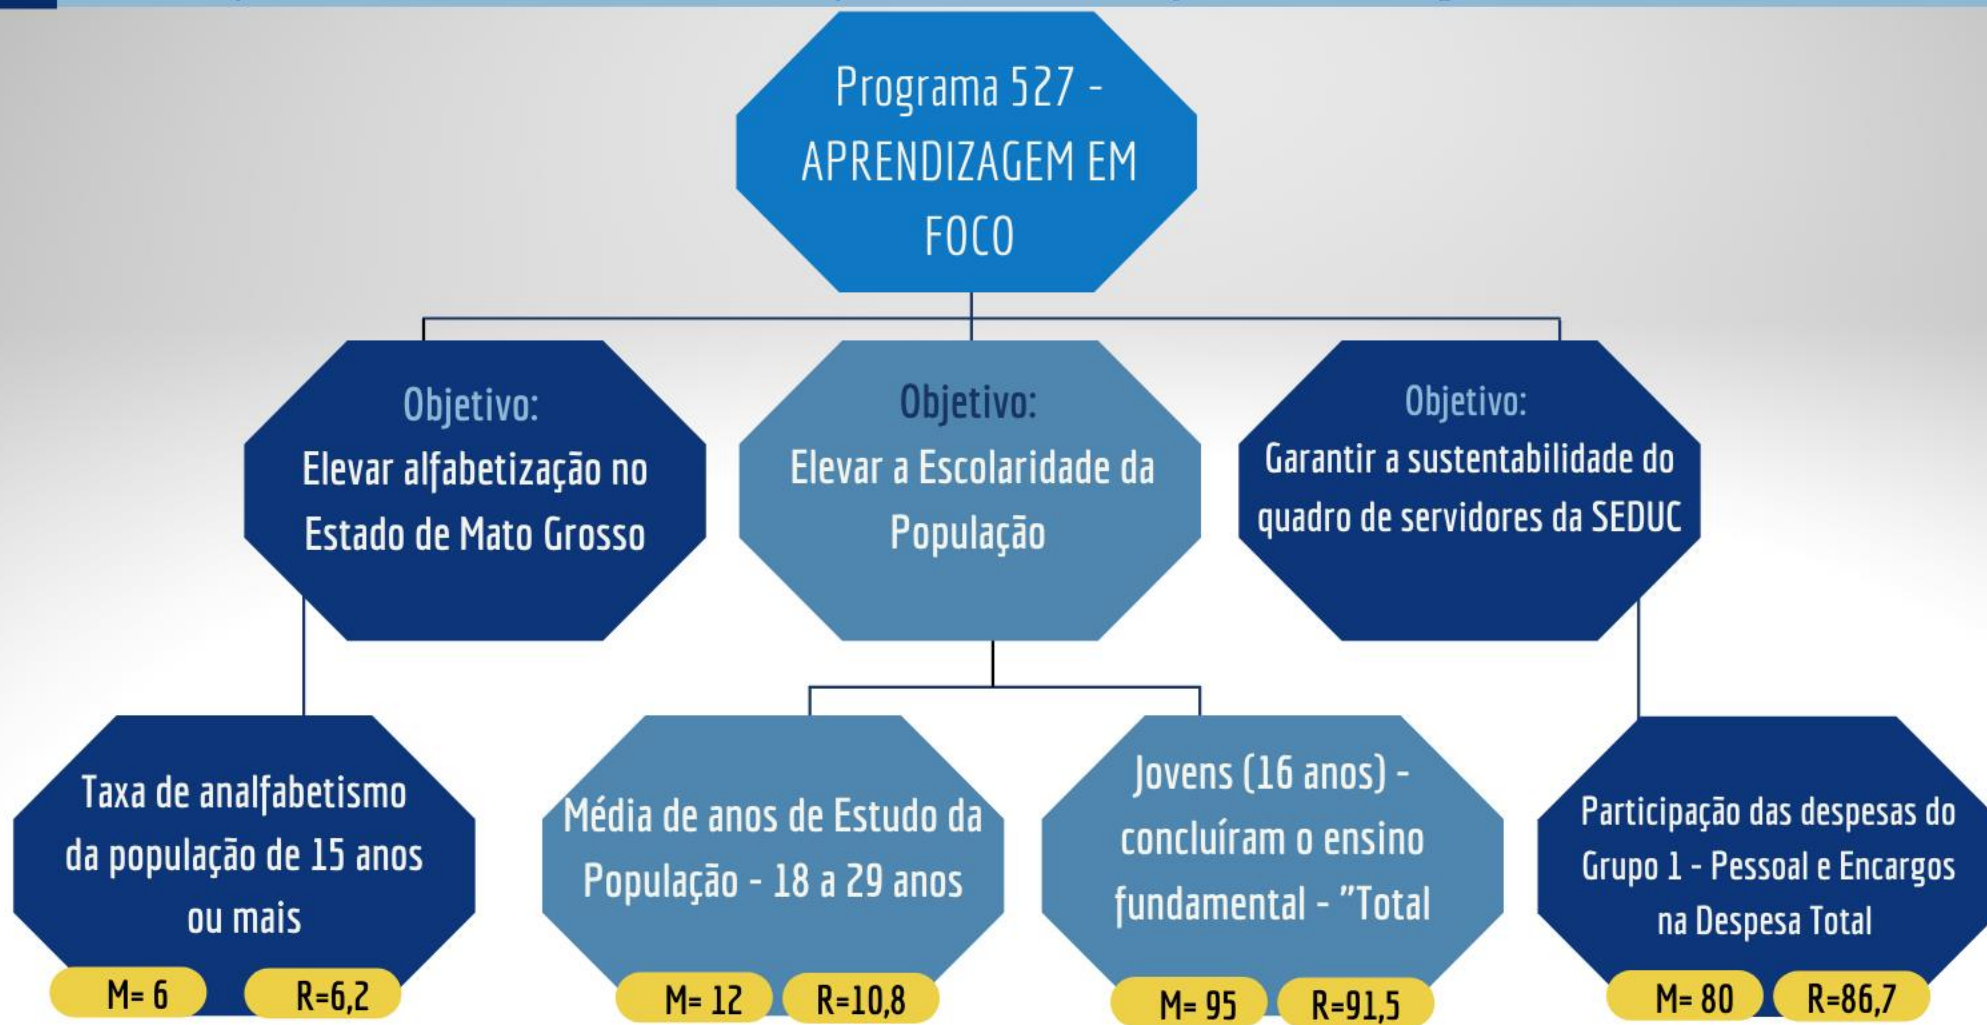 Programa 527 -
APRENDIZAGEM EM
FOCO
Objetivo:
Elevar alfabetização no
Estado de Mato Grosso
Objetivo:
Elevar a Escolaridade da
População
Objetivo:
Garantir a sustentabilidade do
quadro de servidores da SEDUC
Taxa de analfabetismo
da população de 15 anos
ou mais
M= 6
R=6,2
Média de anos de Estudo da
População - 18 a 29 anos
M= 12
R=10,8
Jovens (16 anos) -
concluíram o ensino
fundamental - "Total
M= 95
R=91,5
Participação das despesas do
Grupo 1 - Pessoal e Encargos
na Despesa Total
M= 80
R=86,7